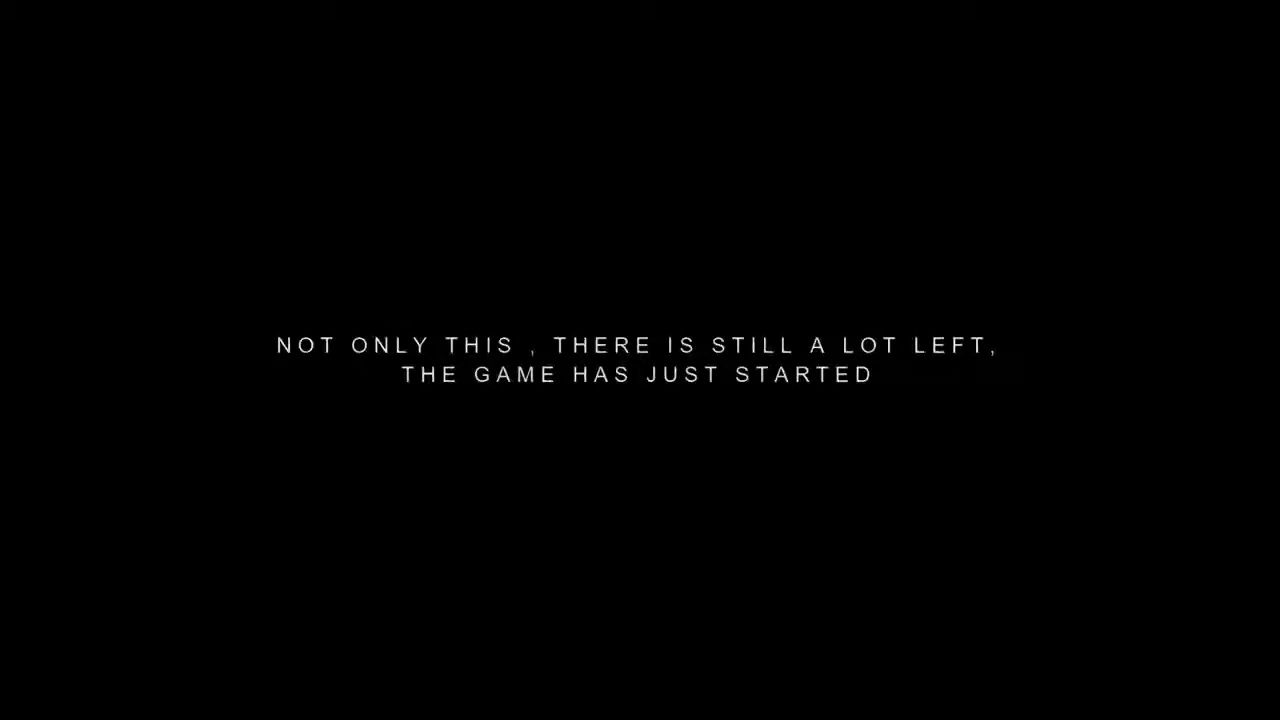 NOT ONLY THIS , THERE IS STILL A LOT LEFT,
THE GAME HAS JUST STARTED